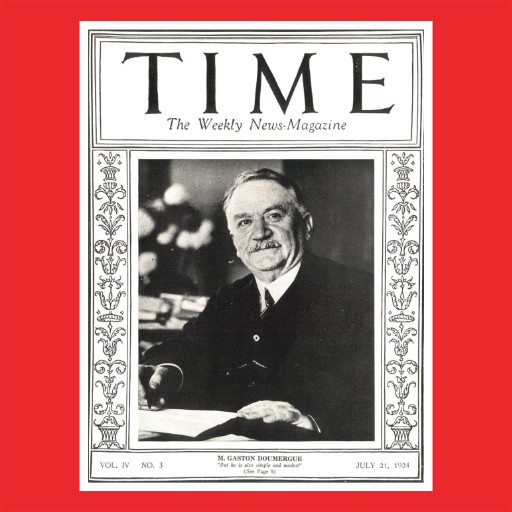 TIME
The Weekly News-Magazine
VOL. IV NO. 3
M. GASTON DOUMERGUE
"But he is also simple and modest"
(See Page 9)
JULY 21, 1924